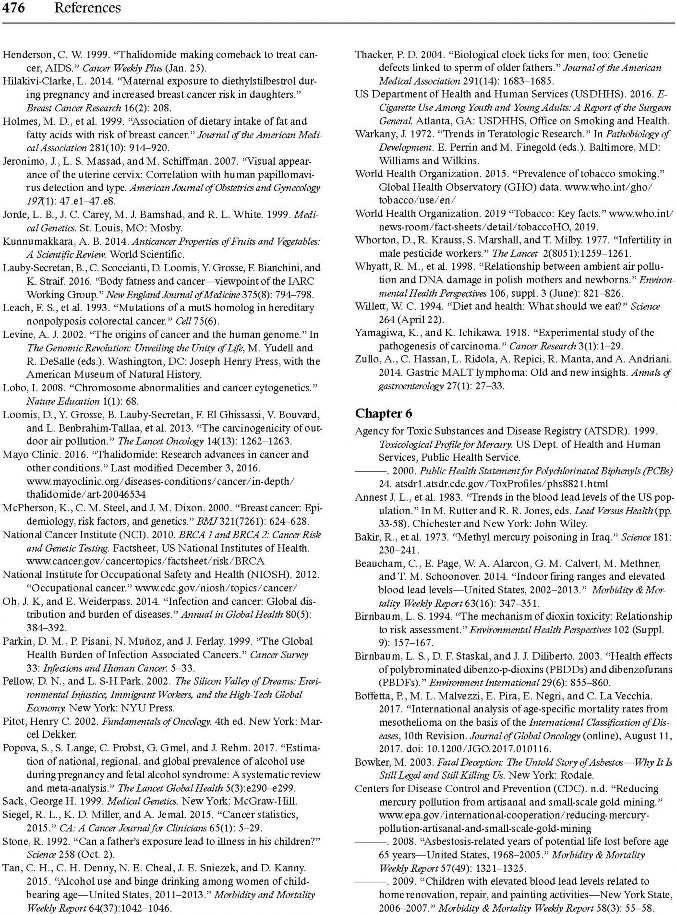 476 References
Henderson, C. W. 1999. “Thalidomide making comeback to treat can-
cer, AIDS.” Cancer Weekly Plus (Jan. 25).
Hilakivi-Clarke, L. 2014. “Maternal exposure to diethylstilbestrol dur-
ing pregnancy and increased breast cancer risk in daughters.”
Breast Cancer Research 16(2): 208.
Holmes, M. D., et al. 1999. “Association of dietary intake of fat and
fatty acids with risk of breast cancer.” Journal of the American Medi-
cal Association 281(10): 914–920.
Jeronimo, J., L. S. Massad, and M. Schiffman. 2007. “Visual appear-
ance of the uterine cervix: Correlation with human papillomavi-
rus detection and type. American Journal of Obstetrics and Gynecology
197(1): 47.e1–47.e8.
Jorde, L. B., J. C. Carey, M. J. Bamshad, and R. L. White. 1999. Medi-
cal Genetics. St. Louis, MO: Mosby.
Kunnumakkara, A. B. 2014. Anticancer Properties of Fruits and Vegetables:
A Scientific Review. World Scientific.
Lauby-Secretan, B., C. Scoccianti, D. Loomis, Y. Grosse, F. Bianchini, and
K. Straif. 2016. “Body fatness and cancer—viewpoint of the IARC
Working Group.” New England Journal of Medicine 375(8): 794–798.
Leach, F. S., et al. 1993. “Mutations of a mutS homolog in hereditary
nonpolyposis colorectal cancer.” Cell 75(6).
Levine, A. J. 2002. “The origins of cancer and the human genome.” In
The Genomic Revolution: Unveiling the Unity of Life, M. Yudell and
R. DeSalle (eds.). Washington, DC: Joseph Henry Press, with the
American Museum of Natural History.
Lobo, I. 2008. “Chromosome abnormalities and cancer cytogenetics.”
Nature Education 1(1): 68.
Loomis, D., Y. Grosse, B. Lauby-Secretan, F. El Ghissassi, V. Bouvard,
and L. Benbrahim-Tallaa, et al. 2013. “The carcinogenicity of out-
door air pollution.” The Lancet Oncology 14(13): 1262–1263.
Mayo Clinic. 2016. “Thalidomide: Research advances in cancer and
other conditions.” Last modified December 3, 2016.
www.mayoclinic.org/diseases-conditions/cancer/in-depth/
thalidomide/art-20046534
McPherson, K., C. M. Steel, and J. M. Dixon. 2000. “Breast cancer: Epi-
demiology, risk factors, and genetics.” BMJ 321(7261): 624–628.
National Cancer Institute (NCI). 2010. BRCA 1 and BRCA 2: Cancer Risk
and Genetic Testing. Factsheet, US National Institutes of Health.
www.cancer.gov/cancertopics/factsheet/risk/BRCA
National Institute for Occupational Safety and Health (NIOSH). 2012.
“Occupational cancer.” www.cdc.gov/niosh/topics/cancer/
Oh, J. K, and E. Weiderpass. 2014. “Infection and cancer: Global dis-
tribution and burden of diseases.” Annual in Global Health 80(5):
384–392.
Parkin, D. M., P. Pisani, N. Muñoz, and J. Ferlay. 1999. “The Global
Health Burden of Infection Associated Cancers.” Cancer Survey
33: Infections and Human Cancer: 5–33.
Pellow, D. N., and L. S-H Park. 2002. The Silicon Valley of Dreams: Envi-
ronmental Injustice, Immigrant Workers, and the High-Tech Global
Economy. New York: NYU Press.
Pitot, Henry C. 2002. Fundamentals of Oncology. 4th ed. New York: Mar-
cel Dekker.
Popova, S., S. Lange, C. Probst, G. Gmel, and J. Rehm. 2017. “Estima-
tion of national, regional, and global prevalence of alcohol use
during pregnancy and fetal alcohol syndrome: A systematic review
and meta-analysis.” The Lancet Global Health 5(3):e290–e299.
Sack, George H. 1999. Medical Genetics. New York: McGraw-Hill.
Siegel, R. L., K. D. Miller, and A. Jemal. 2015. “Cancer statistics,
2015.” CA: A Cancer Journal for Clinicians 65(1): 5–29.
Stone, R. 1992. “Can a father’s exposure lead to illness in his children?”
Science 258 (Oct. 2).
Tan, C. H., C. H. Denny, N. E. Cheal, J. E. Sniezek, and D. Kanny.
2015. “Alcohol use and binge drinking among women of child-
bearing age—United States, 2011–2013.” Morbidity and Mortality
Weekly Report 64(37):1042–1046.
Thacker, P. D. 2004. “Biological clock ticks for men, too: Genetic
defects linked to sperm of older fathers.” Journal of the American
Medical Association 291(14): 1683–1685.
US Department of Health and Human Services (USDHHS). 2016. E-
Cigarette Use Among Youth and Young Adults: A Report of the Surgeon
General. Atlanta, GA: USDHHS, Office on Smoking and Health.
Warkany, J. 1972. “Trends in Teratologic Research.” In Pathobiology of
Development. E. Perrin and M. Finegold (eds.). Baltimore, MD:
Williams and Wilkins.
World Health Organization. 2015. “Prevalence of tobacco smoking.”
Global Health Observatory (GHO) data. www.who.int/gho/
tobacco/use/en/
World Health Organization. 2019 “Tobacco: Key facts.” www.who.int/
news-room/fact-sheets/detail/tobaccoHO, 2019.
Whorton, D., R. Krauss, S. Marshall, and T. Milby. 1977. “Infertility in
male pesticide workers.” The Lancet 2(8051):1259–1261.
Whyatt, R. M., et al. 1998. “Relationship between ambient air pollu-
tion and DNA damage in polish mothers and newborns.” Environ-
mental Health Perspectives 106, suppl. 3 (June): 821–826.
Willett, W. C. 1994. “Diet and health: What should we eat?” Science
264 (April 22).
Yamagiwa, K., and K. Ichikawa. 1918. “Experimental study of the
pathogenesis of carcinoma.” Cancer Research 3(1):1–29.
Zullo, A., C. Hassan, L. Ridola, A. Repici, R. Manta, and A. Andriani.
2014. Gastric MALT lymphoma: Old and new insights. Annals of
gastroenterology 27(1): 27–33.
Chapter 6
Agency for Toxic Substances and Disease Registry (ATSDR). 1999.
Toxicological Profile for Mercury. US Dept. of Health and Human
Services, Public Health Service.
———. 2000. Public Health Statement for Polychlorinated Biphenyls (PCBs)
24. atsdr1.atsdr.cdc.gov/ToxProfiles/phs8821.html
Annest J. L., et al. 1983. “Trends in the blood lead levels of the US pop-
ulation.” In M. Rutter and R. R. Jones, eds. Lead Versus Health (pp.
33-58). Chichester and New York: John Wiley.
Bakir, R., et al. 1973. “Methyl mercury poisoning in Iraq.” Science 181:
230–241.
Beaucham, C., E. Page, W. A. Alarcon, G. M. Calvert, M. Methner,
and T. M. Schoonover. 2014. “Indoor firing ranges and elevated
blood lead levels—United States, 2002–2013.” Morbidity & Mor-
tality Weekly Report 63(16): 347–351.
Birnbaum, L. S. 1994. “The mechanism of dioxin toxicity: Relationship
to risk assessment.” Environmental Health Perspectives 102 (Suppl.
9): 157–167.
Birnbaum, L. S., D. F. Staskal, and J. J. Diliberto. 2003. “Health effects
of polybrominated dibenzo-p-dioxins (PBDDs) and dibenzofurans
(PBDFs).” Environment International 29(6): 855–860.
Boffetta, P., M. L. Malvezzi, E. Pira, E. Negri, and C. La Vecchia.
2017. “International analysis of age-specific mortality rates from
mesothelioma on the basis of the International Classification of Dis-
eases, 10th Revision. Journal of Global Oncology (online), August 11,
2017. doi: 10.1200/JGO.2017.010116.
Bowker, M. 2003. Fatal Deception: The Untold Story of Asbestos—Why It Is
Still Legal and Still Killing Us. New York: Rodale.
Centers for Disease Control and Prevention (CDC). n.d. “Reducing
mercury pollution from artisanal and small-scale gold mining.”
www.epa.gov/international-cooperation/reducing-mercury-
pollution-artisanal-and-small-scale-gold-mining
———. 2008. “Asbestosis-related years of potential life lost before age
65 years—United States, 1968–2005.” Morbidity & Mortality
Weekly Report 57(49): 1321–1325.
———. 2009. “Children with elevated blood lead levels related to
home renovation, repair, and painting activities—New York State,
2006–2007.” Morbidity & Mortality Weekly Report 58(3): 55–58.